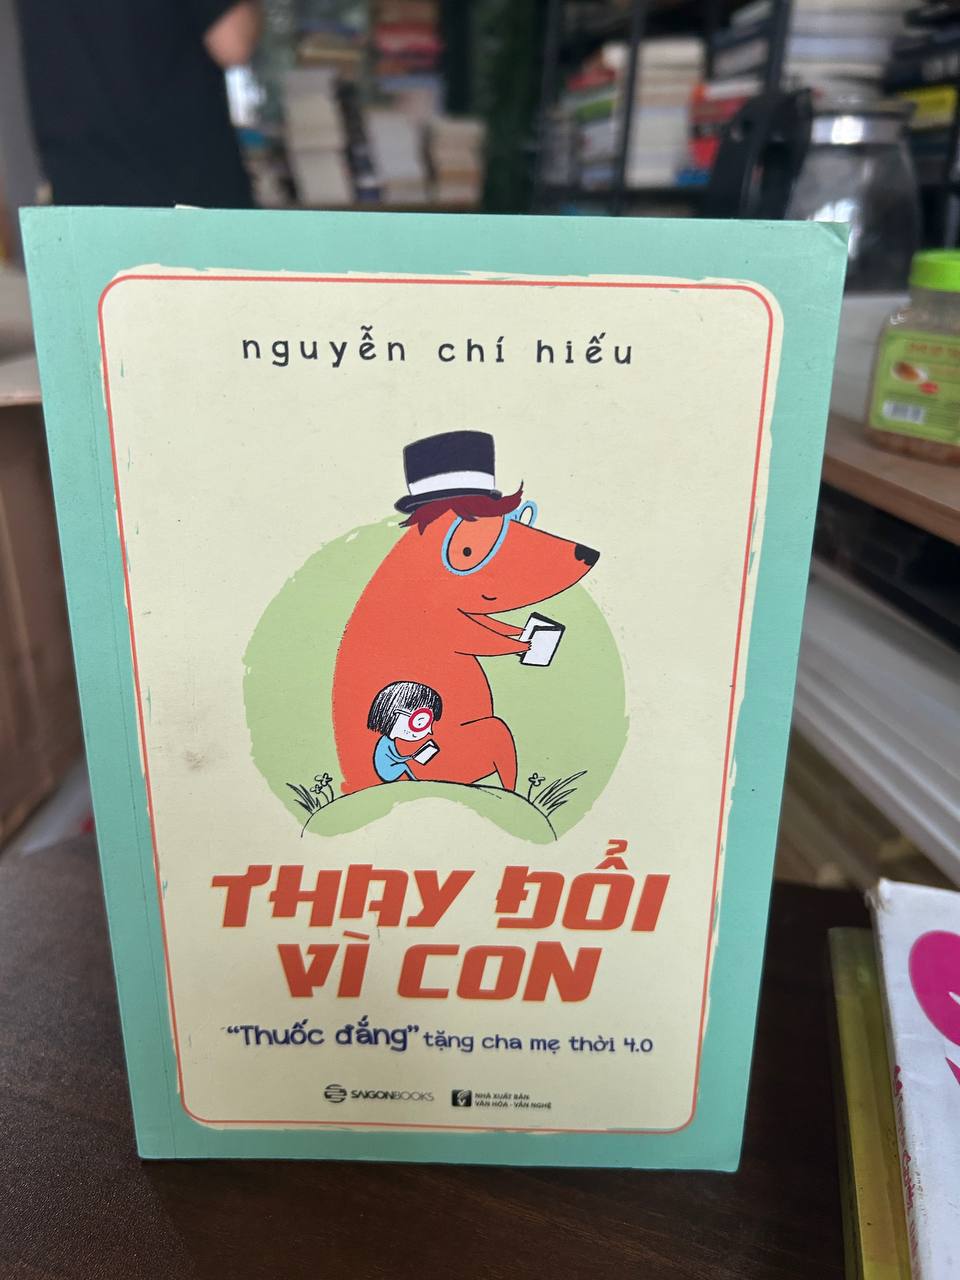 nguyễn chí hiếu
THAY ĐỔI
VÌ CON
“Thuốc đắng” tặng cha mẹ thời 4.0
SAIGONBOOKS
NHÀ XUẤT BẢN
VĂN HÓA - VĂN NGHỆ